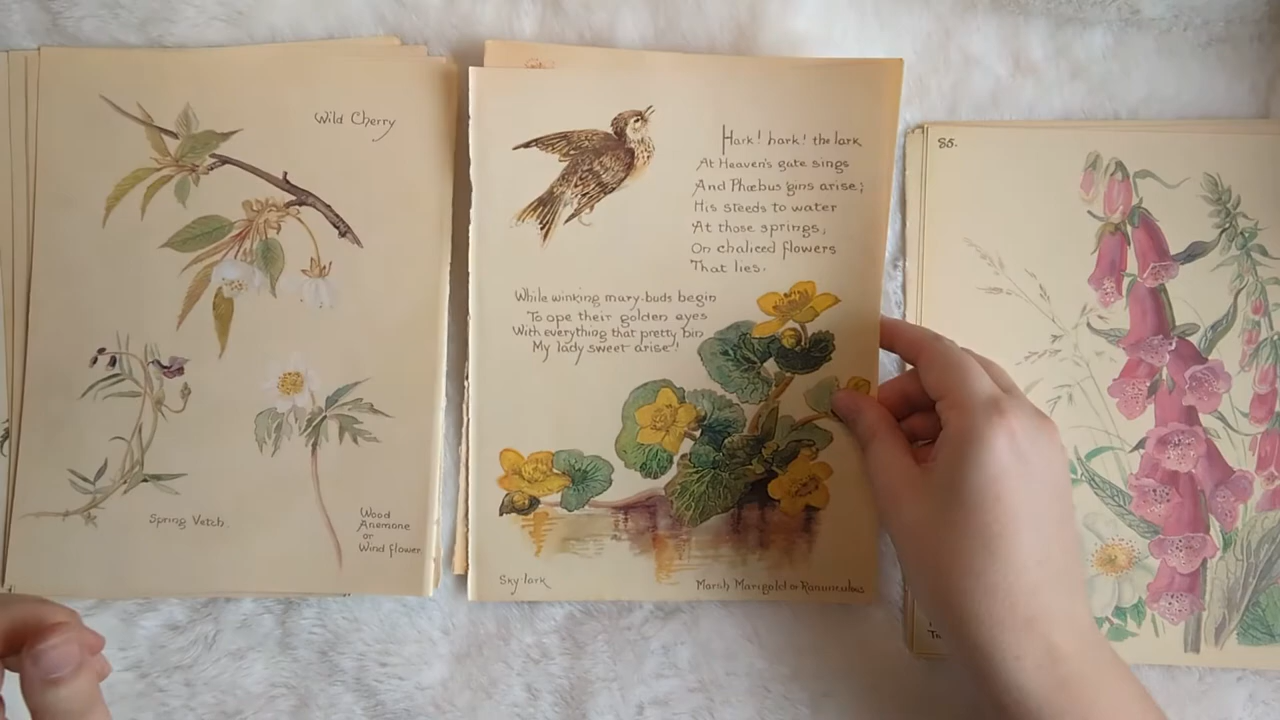 Wild Cherry
Spring Vetch.
Wood
Anemone
or
Wind flower.
Hark! hark! the lark
At Heaven's gate sings
And Phœbus 'gins arise;
His steeds to water
At those springs,
On chaliced flowers
That lies.
While winking mary-buds begin
To ope their golden eyes
With everything that pretty bin
My lady sweet arise!
Sky-lark
Marsh Marigold or Ranunculus
85.